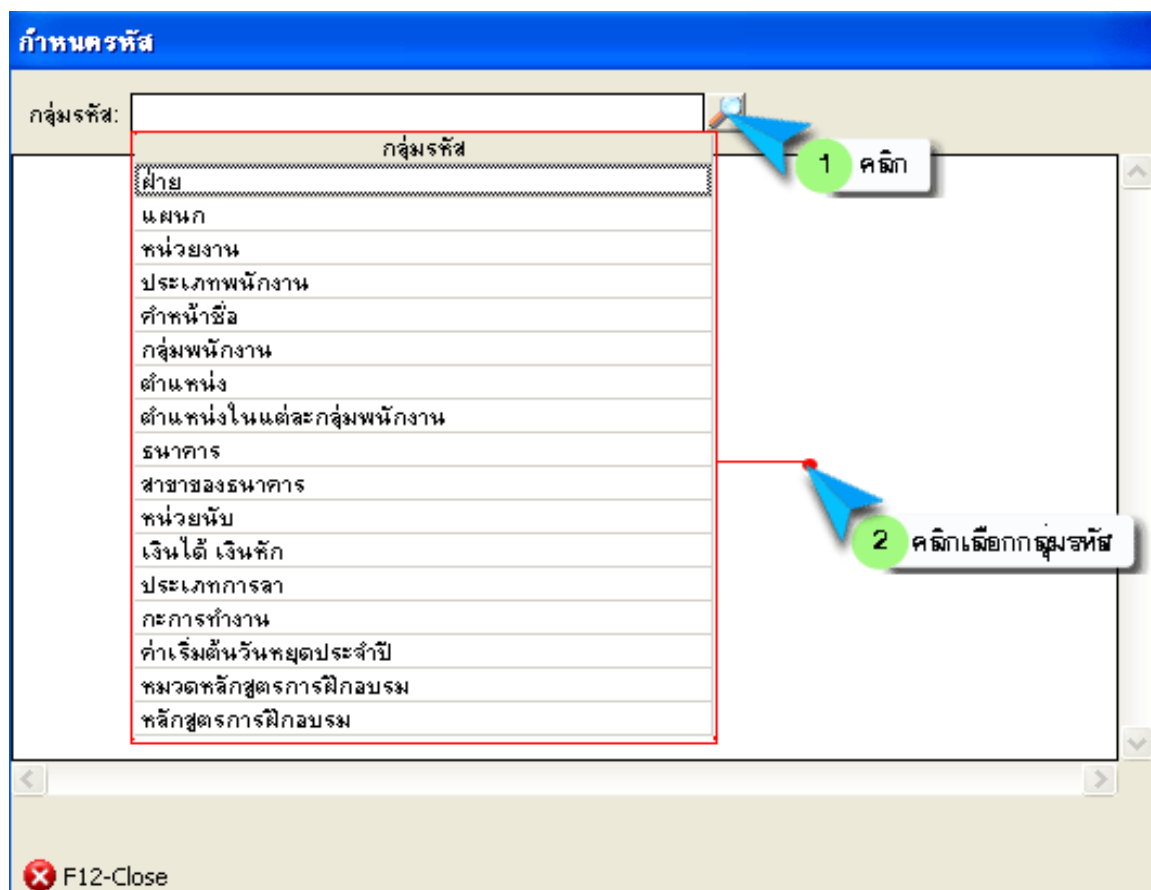 กำหนดรหัส
กลุ่มรหัส:
กลุ่มรหัส
ฝ่าย
แผนก
หน่วยงาน
ประเภทพนักงาน
คำหน้าชื่อ
กลุ่มพนักงาน
ตำแหน่ง
ตำแหน่งในแต่ละกลุ่มพนักงาน
ธนาคาร
สาขาของธนาคาร
หน่วยนับ
เงินได้ เงินหัก
ประเภทการลา
กะการทำงาน
ค่าเริ่มต้นวันหยุดประจำปี
หมวดหลักสูตรการฝึกอบรม
หลักสูตรการฝึกอบรม
1 คลิก
2 คลิกเลือกกลุ่มรหัส
F12-Close